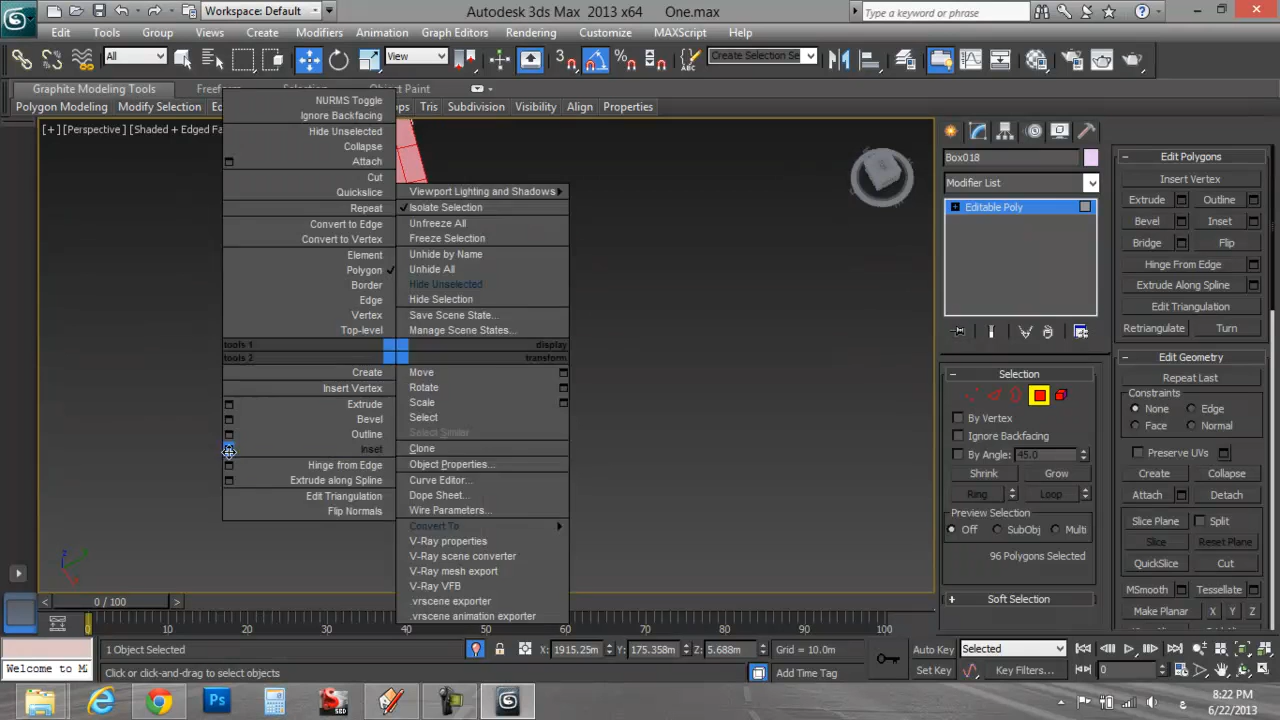 Workspace: Default
Autodesk 3ds Max  2013 x64    One.max
Type a keyword or phrase
Edit Tools Group Views Create Modifiers Animation Graph Editors Rendering Customize MAXScript Help
All
View
Create Selection Se
Graphite Modeling Tools
Freeform
Selection
Object Paint
Polygon Modeling Modify Selection
Tris Subdivision Visibility Align Properties
[+] [Perspective] [Shaded + Edged Fa
NURMS Toggle
Ignore Backfacing
Hide Unselected
Collapse
Attach
Cut
Quickslice
Repeat
Convert to Edge
Convert to Vertex
Element
Polygon
Border
Edge
Vertex
Top-level
tools 1
tools 2
Create
Insert Vertex
Extrude
Bevel
Outline
Inset
Hinge from Edge
Extrude along Spline
Edit Triangulation
Flip Normals
Viewport Lighting and Shadows
Isolate Selection
Unfreeze All
Freeze Selection
Unhide by Name
Unhide All
Hide Unselected
Hide Selection
Save Scene State...
Manage Scene States...
display
transform
Move
Rotate
Scale
Select
Select Similar
Clone
Object Properties...
Curve Editor...
Dope Sheet...
Wire Parameters...
Convert To
V-Ray properties
V-Ray scene converter
V-Ray mesh export
V-Ray VFB
.vrscene exporter
.vrscene animation exporter
Box018
Modifier List
Editable Poly
Selection
By Vertex
Ignore Backfacing
By Angle: 45.0
Shrink Grow
Ring Loop
Preview Selection
Off SubObj Multi
96 Polygons Selected
Soft Selection
Edit Polygons
Insert Vertex
Extrude Outline
Bevel Inset
Bridge Flip
Hinge From Edge
Extrude Along Spline
Edit Triangulation
Retriangulate Turn
Edit Geometry
Repeat Last
Constraints
None Edge
Face Normal
Preserve UVs
Create Collapse
Attach Detach
Slice Plane Split
Slice Reset Plane
QuickSlice Cut
MSmooth Tessellate
Make Planar X Y Z
0 / 100
0 10 20 30 40 50 60 70 80 90 100
1 Object Selected
X: 1915.25m Y: 175.358m Z: 5.688m Grid = 10.0m
Auto Key Selected
Welcome to M
Click or click-and-drag to select objects
Add Time Tag
Set Key Key Filters... 0
8:22 PM
6/22/2013